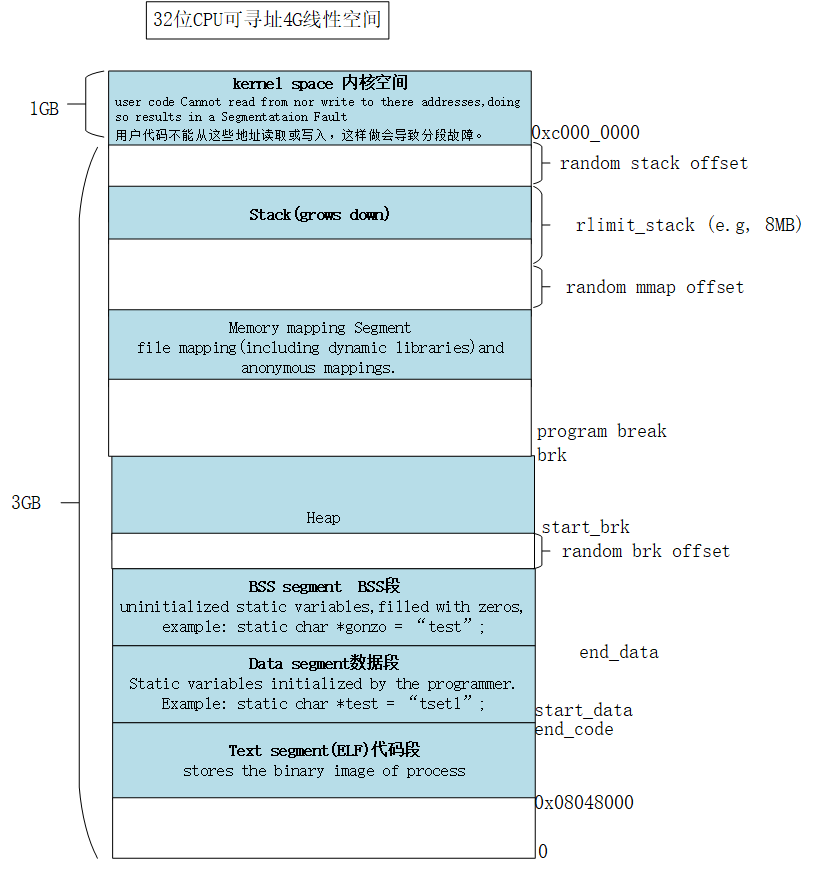 32位CPU可寻址4G线性空间
kernel space 内核空间
user code Cannot read from nor write to there addresses,doing
so results in a Segmentataion Fault
用户代码不能从这些地址读取或写入，这样做会导致分段故障。
1GB
0xc000_0000
random stack offset
Stack(grows down)
rlimit_stack (e.g, 8MB)
random mmap offset
Memory mapping Segment
file mapping(including dynamic libraries)and
anonymous mappings.
program break
brk
3GB
Heap
start_brk
random brk offset
BSS segment BSS段
uninitialized static variables,filled with zeros,
example: static char *gonzo = “test”;
end_data
Data segment数据段
Static variables initialized by the programmer.
Example: static char *test = “tset1”;
start_data
end_code
Text segment(ELF)代码段
stores the binary image of process
0x08048000
0